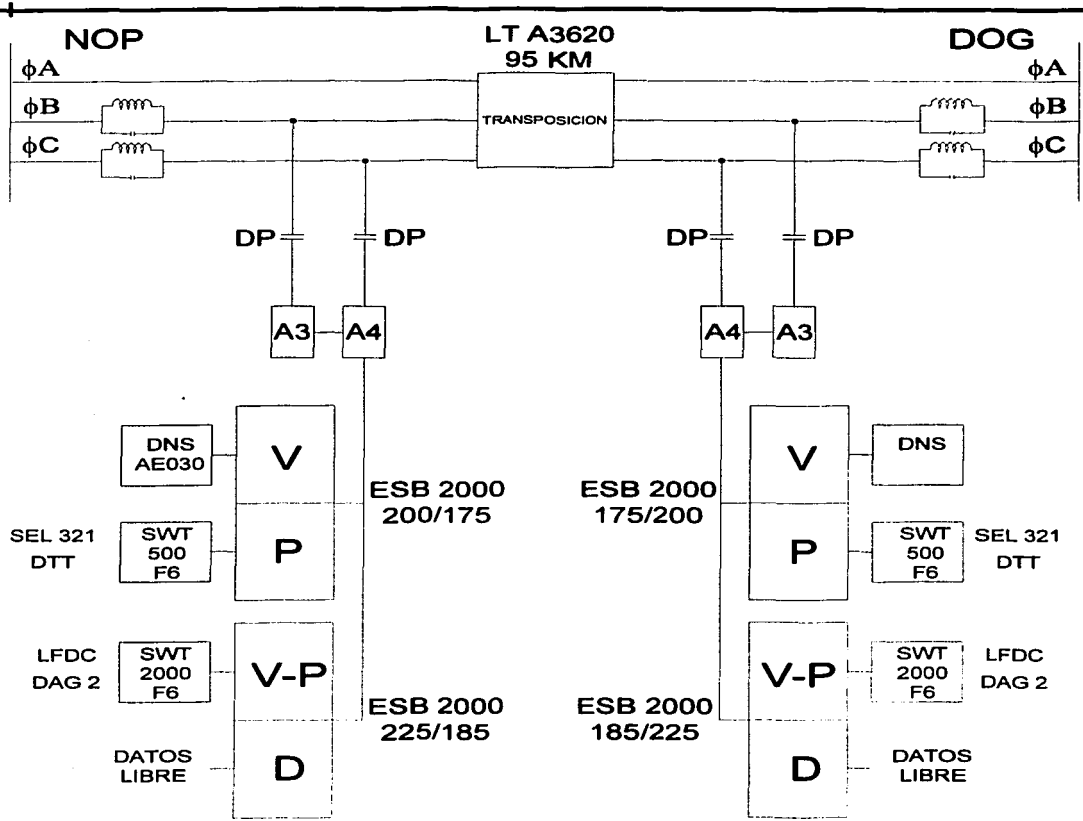 NOP
LT A3620
95 KM
DOG
ϕA
ϕA
ϕB
TRANSPOSICION
ϕB
ϕC
ϕC
DP
DP
DP
DP
A3
A4
A4
A3
DNS
AE030
V
V
DNS
ESB 2000
200/175
ESB 2000
175/200
SEL 321
DTT
SWT
500
F6
P
P
SWT
500
F6
SEL 321
DTT
LFDC
DAG 2
SWT
2000
F6
V-P
V-P
SWT
2000
F6
LFDC
DAG 2
ESB 2000
225/185
ESB 2000
185/225
DATOS
LIBRE
D
D
DATOS
LIBRE